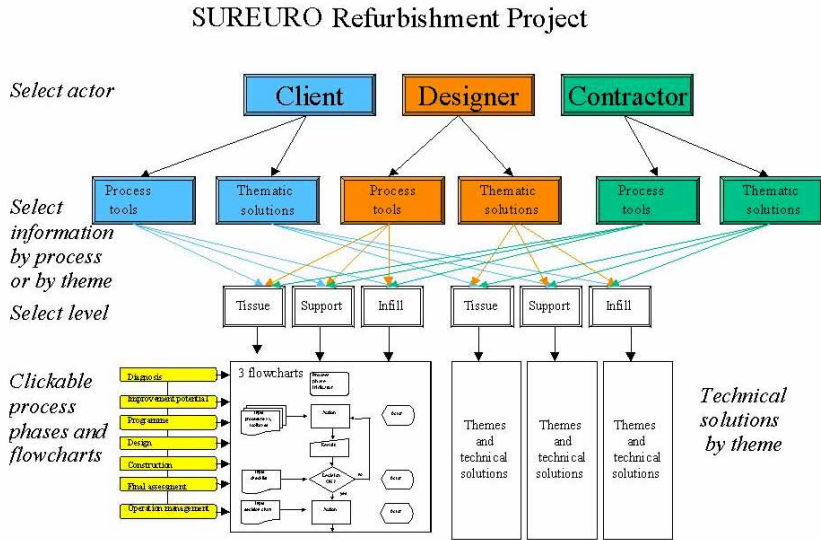 SUREURO Refurbishment Project
Select actor
Client
Designer
Contractor
Select
information
by process
or by theme
Process
tools
Thematic
solutions
Process
tools
Thematic
solutions
Process
tools
Thematic
solutions
Select level
Tissue
Support
Infill
Tissue
Support
Infill
Clickable
process
phases and
flowcharts
Diagnosis
Improvement potential
Programme
Design
Construction
Final assessment
Operation management
3 flowcharts
phase
Action
no
yes
Action
Themes
and
technical
solutions
Themes
and
technical
solutions
Themes
and
technical
solutions
Technical
solutions
by theme